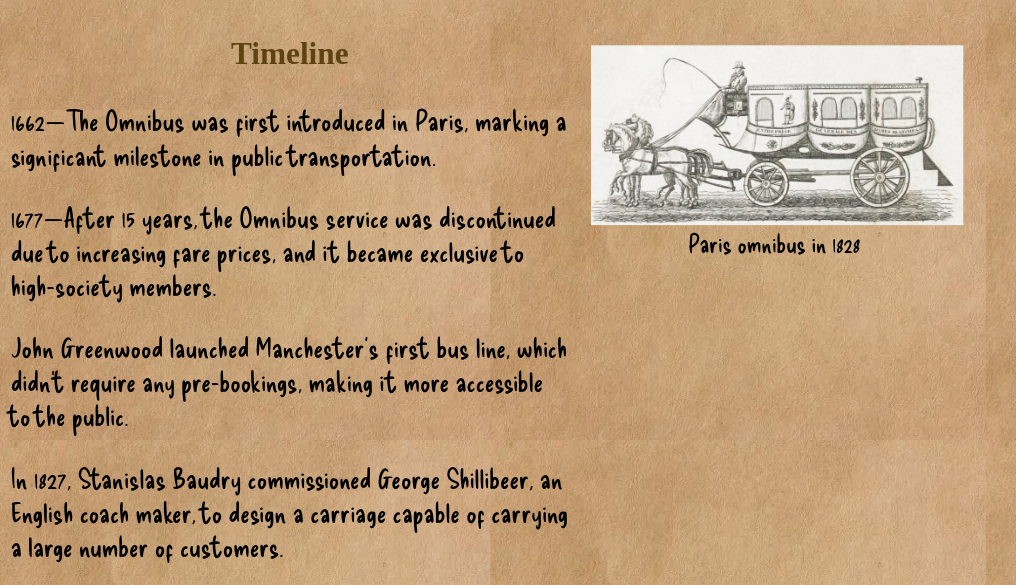 Timeline
1662—The Omnibus was first introduced in Paris, marking a
significant milestone in public transportation.
1677—After 15 years, the Omnibus service was discontinued
due to increasing fare prices, and it became exclusive to
high-society members.
John Greenwood launched Manchester's first bus line, which
didn't require any pre-bookings, making it more accessible
to the public.
In 1827, Stanislas Baudry commissioned George Shillibeer, an
English coach maker, to design a carriage capable of carrying
a large number of customers.
ENTREPRISE GENERALE DES
Paris omnibus in 1828